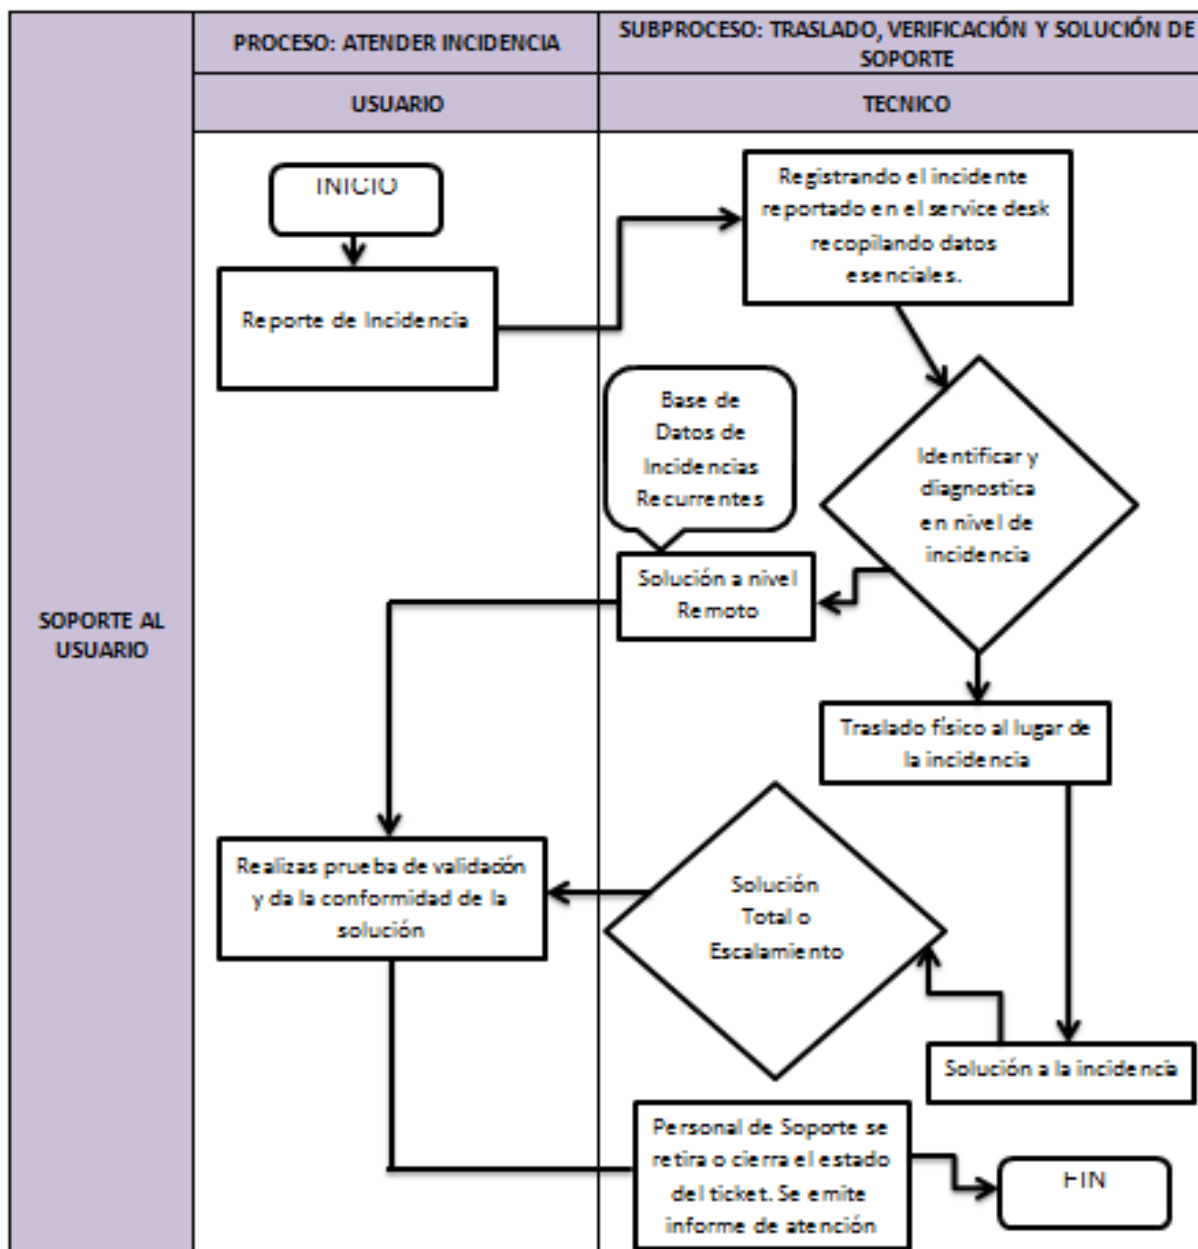 PROCESO: ATENDER INCIDENCIA
SUBPROCESO: TRASLADO, VERIFICACIÓN Y SOLUCIÓN DE
SOPORTE
USUARIO
TECNICO
SOPORTE AL
USUARIO
INICIO
Reporte de Incidencia
Registrando el incidente
reportado en el service desk
recopilando datos
esenciales.
Identificar y
diagnostica
en nivel de
incidencia
Base de
Datos de
Incidencias
Recurrentes
Solución a nivel
Remoto
Traslado físico al lugar de
la incidencia
Solución a la incidencia
Solución
Total o
Escalamiento
Realizas prueba de validación
y da la conformidad de la
solución
Personal de Soporte se
retira o cierra el estado
del ticket. Se emite
informe de atención
FIN